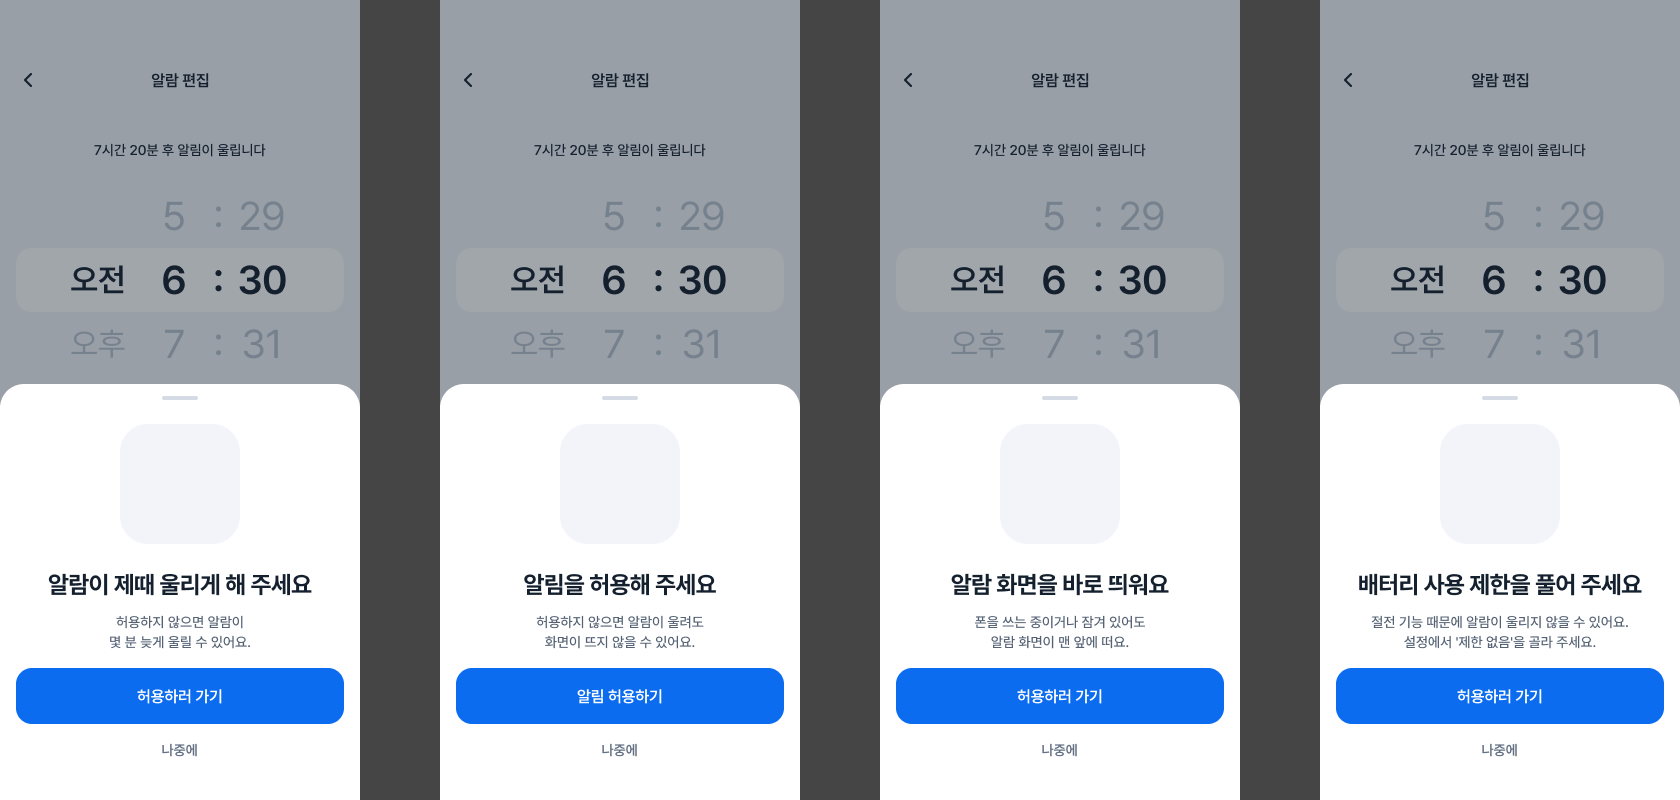 알람 편집
7시간 20분 후 알림이 울립니다
5 : 29
오전 6 : 30
오후 7 : 31
알람이 제때 울리게 해 주세요
허용하지 않으면 알람이
몇 분 늦게 울릴 수 있어요.
허용하러 가기
나중에
알람 편집
7시간 20분 후 알림이 울립니다
5 : 29
오전 6 : 30
오후 7 : 31
알림을 허용해 주세요
허용하지 않으면 알람이 울려도
화면이 뜨지 않을 수 있어요.
알림 허용하기
나중에
알람 편집
7시간 20분 후 알림이 울립니다
5 : 29
오전 6 : 30
오후 7 : 31
알람 화면을 바로 띄워요
폰을 쓰는 중이거나 잠겨 있어도
알람 화면이 맨 앞에 떠요.
허용하러 가기
나중에
알람 편집
7시간 20분 후 알림이 울립니다
5 : 29
오전 6 : 30
오후 7 : 31
배터리 사용 제한을 풀어 주세요
절전 기능 때문에 알람이 울리지 않을 수 있어요.
설정에서 '제한 없음'을 골라 주세요.
허용하러 가기
나중에